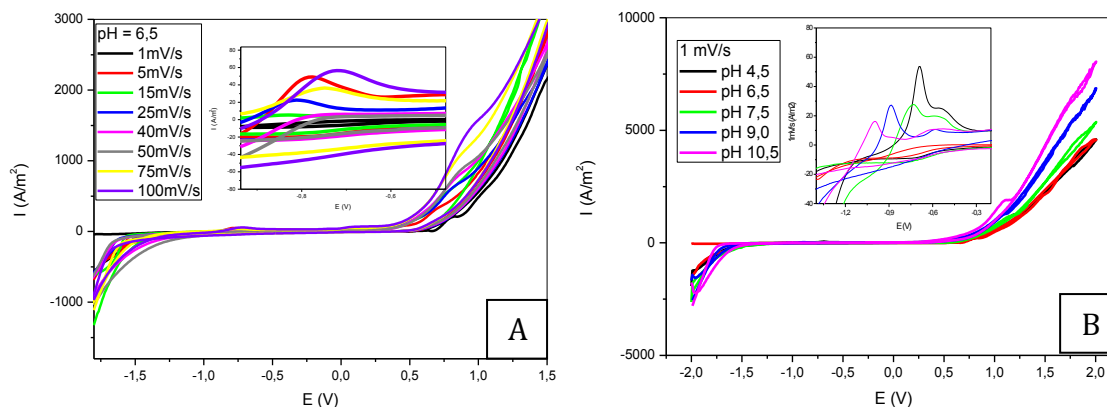 3000
2000
1000
0
-1000
I (A/m²)
pH = 6,5
1mV/s
5mV/s
15mV/s
25mV/s
40mV/s
50mV/s
75mV/s
100mV/s
80
60
40
20
0
-20
-40
-60
80
-0.8
-0.6
E (V)
A
-1,5
-1,0
-0,5
0,0
0,5
1,0
1,5
E (V)
10000
5000
0
-5000
I (A/m²)
1 mV/s
pH 4,5
pH 6,5
pH 7,5
pH 9,0
pH 10,5
80
60
40
20
0
-20
40
-1.2
-0.9
-0.6
-0.3
E (V)
B
-2,0
-1,5
-1,0
-0,5
0,0
0,5
1,0
1,5
2,0
E (V)